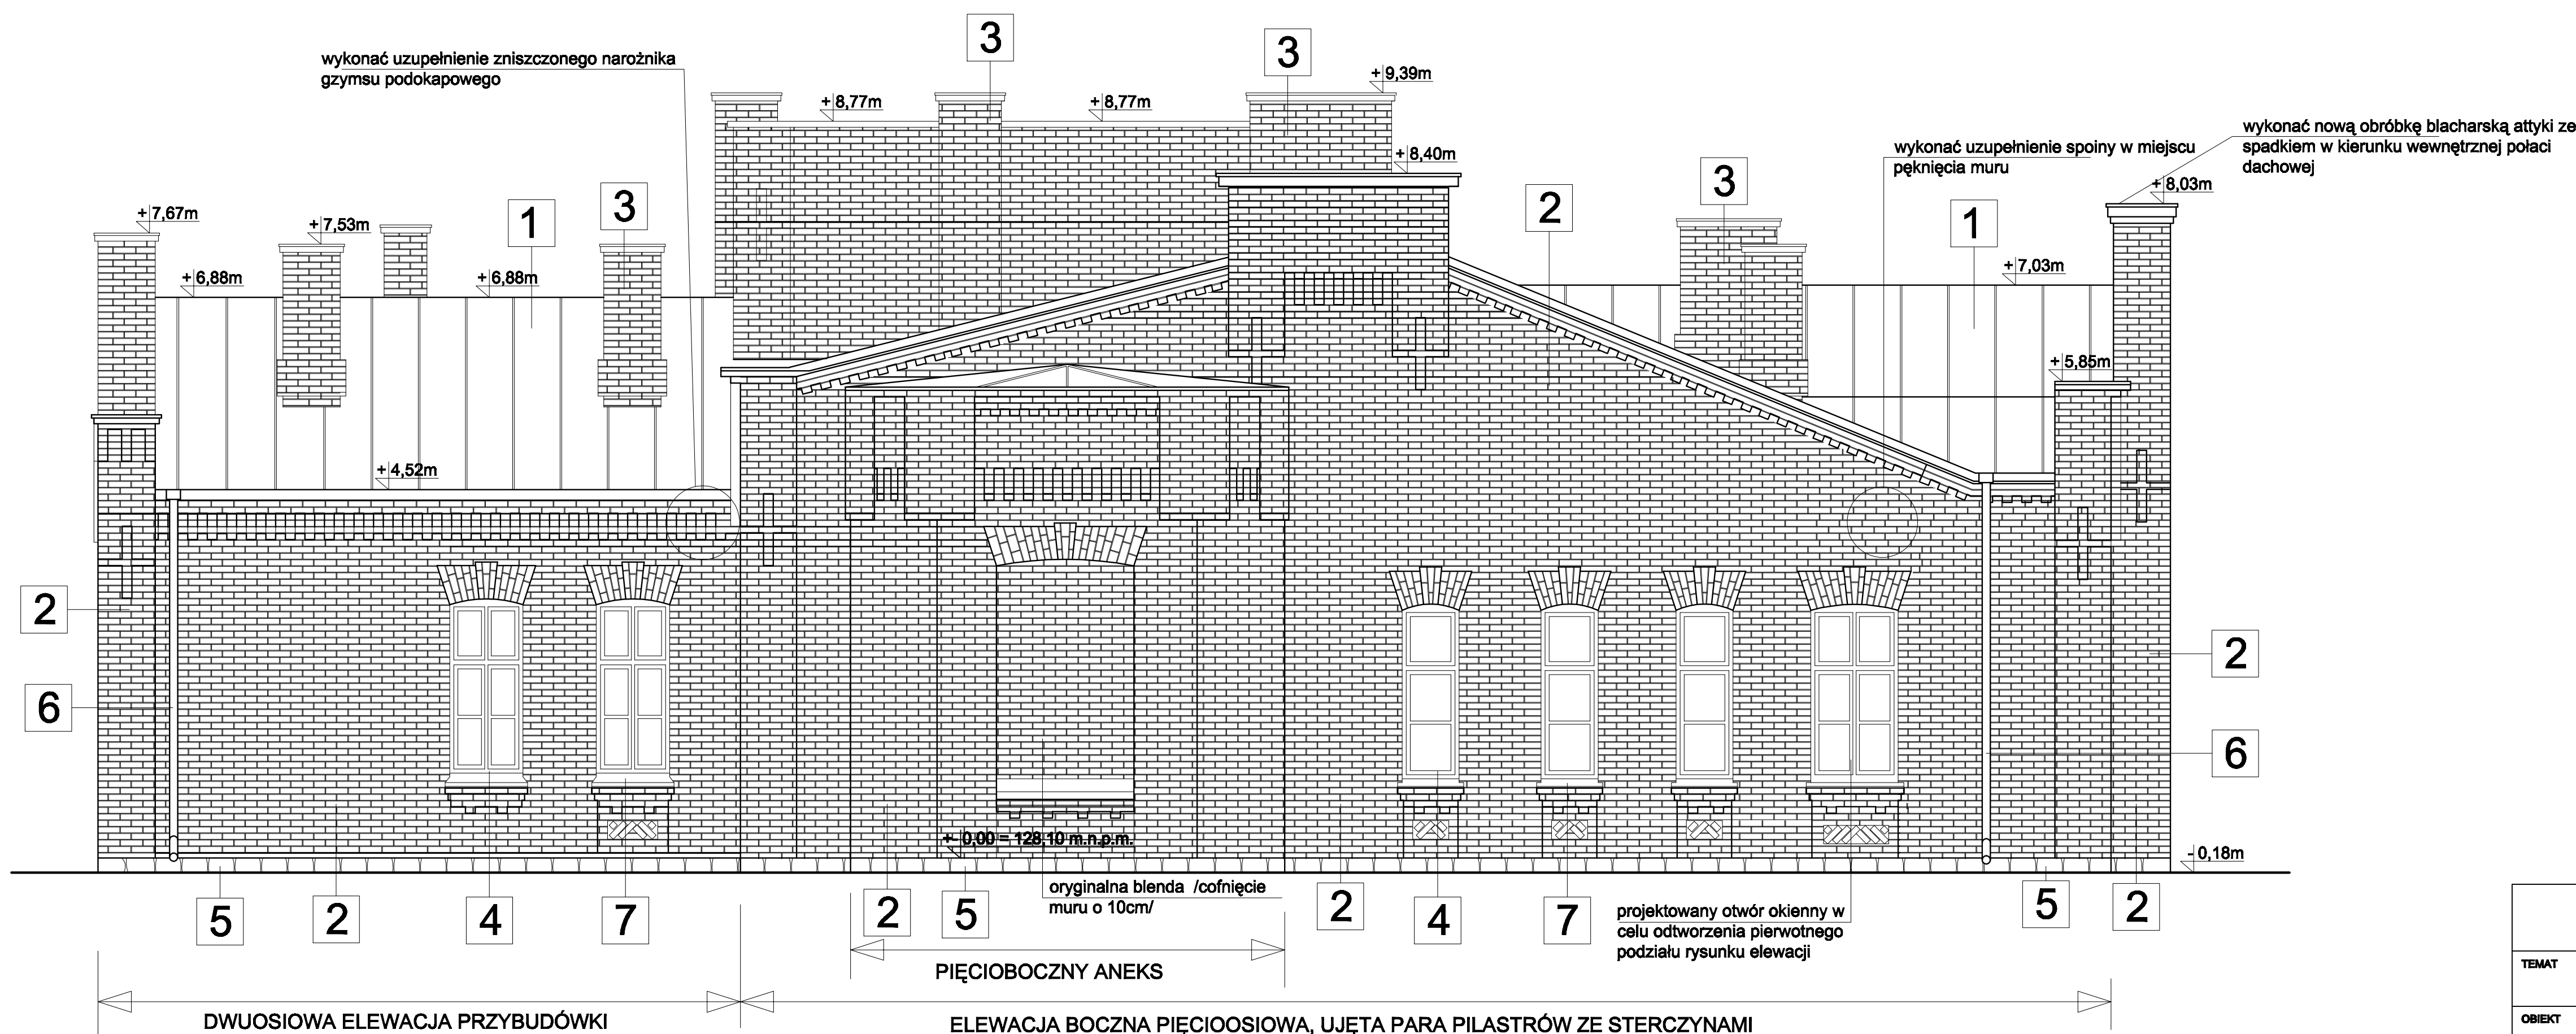 3
3
wykonać uzupełnienie zniszczonego narożnika
gzymsu podokapowego
+9,39m
+8,77m
+8,77m
wykonać nową obróbkę blacharską attyki ze
spadkiem w kierunku wewnętrznej połaci
dachowej
wykonać uzupełnienie spoiny w miejscu
pęknięcia muru
+8,40m
3
+8,03m
+7,67m
+7,53m
1
3
2
1
+6,88m
+6,88m
+7,03m
+5,85m
+4,52m
2
2
6
6
+- 0,00 = 128,10 m.n.p.m.
- 0,18m
oryginalna blenda /cofnięcie
muru o 10cm/
5
2
4
7
2
5
2
4
7
projektowany otwór okienny w
celu odtworzenia pierwotnego
podziału rysunku elewacji
5
2
PIĘCIOBOCZNY ANEKS
TEMAT
DWUOSIOWA ELEWACJA PRZYBUDÓWKI
ELEWACJA BOCZNA PIĘCIOOSIOWA, UJĘTA PARA PILASTRÓW ZE STERCZYNAMI
OBIEKT